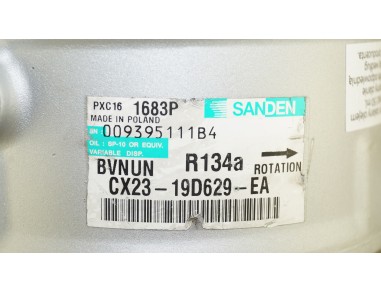 PXC16 1683P SANDEN
MADE IN POLAND
SN 009395111B4
OIL : SP-10 OR EQUIV.
VARIABLE DISP.
BVNUN R134a ROTATION
CX23-19D629-EA